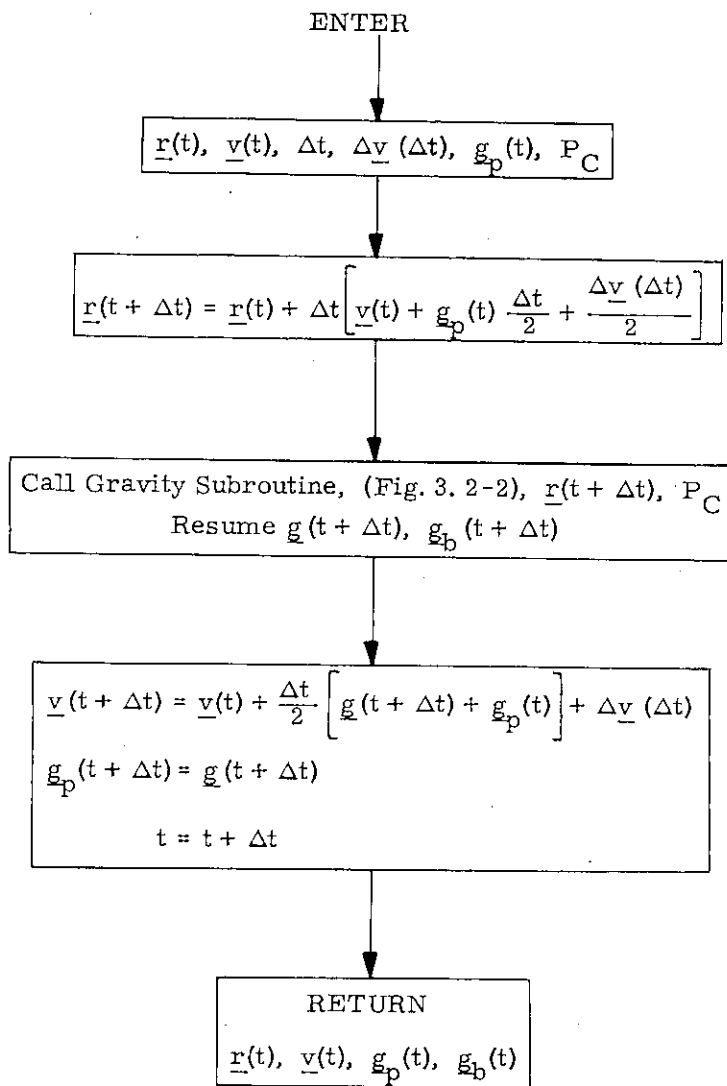 ENTER
r(t), v(t), Δt, Δv (Δt), g_p(t), P_C
r(t + Δt) = r(t) + Δt[v(t) + g_p(t) Δt/2 + Δv (Δt)/2]
Call Gravity Subroutine, (Fig. 3. 2-2), r(t + Δt), P_C
Resume g(t + Δt), g_b(t + Δt)
v(t + Δt) = v(t) + Δt/2 [g(t + Δt) + g_p(t)] + Δv (Δt)
g_p(t + Δt) = g(t + Δt)
t = t + Δt
RETURN
r(t), v(t), g_p(t), g_b(t)